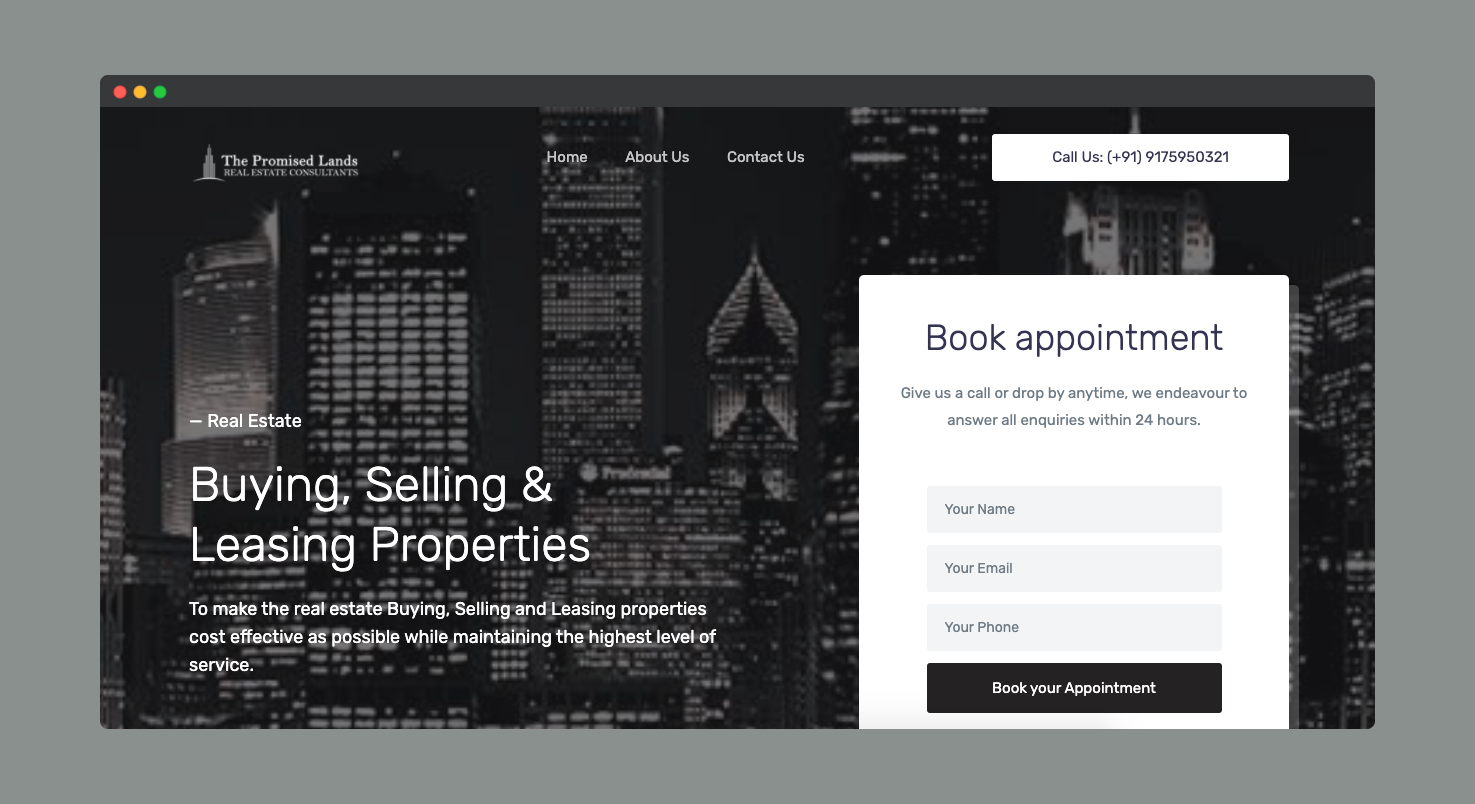 The Promised Lands
REAL ESTATE CONSULTANTS
Home
About Us
Contact Us
Call Us: (+91) 9175950321
— Real Estate
Buying, Selling &
Leasing Properties
To make the real estate Buying, Selling and Leasing properties
cost effective as possible while maintaining the highest level of
service.
Prudential
Book appointment
Give us a call or drop by anytime, we endeavour to
answer all enquiries within 24 hours.
Your Name
Your Email
Your Phone
Book your Appointment